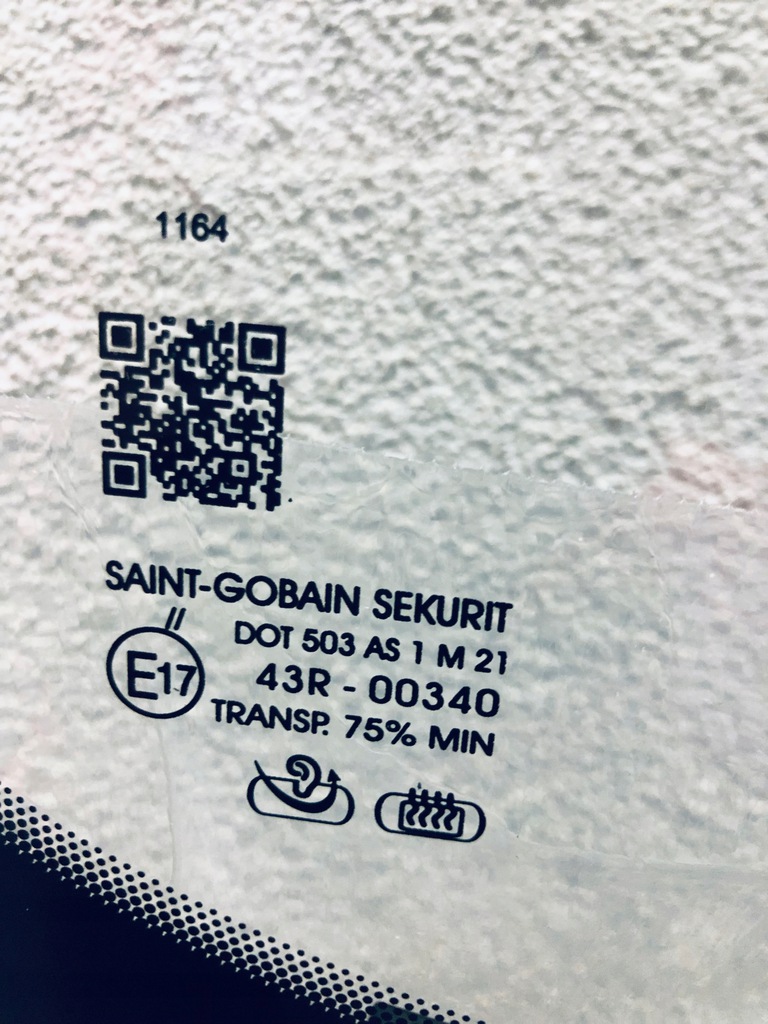 1164
SAINT-GOBAIN SEKURIT
//
DOT 503 AS 1 M 21
E17
43R - 00340
TRANSP. 75% MIN